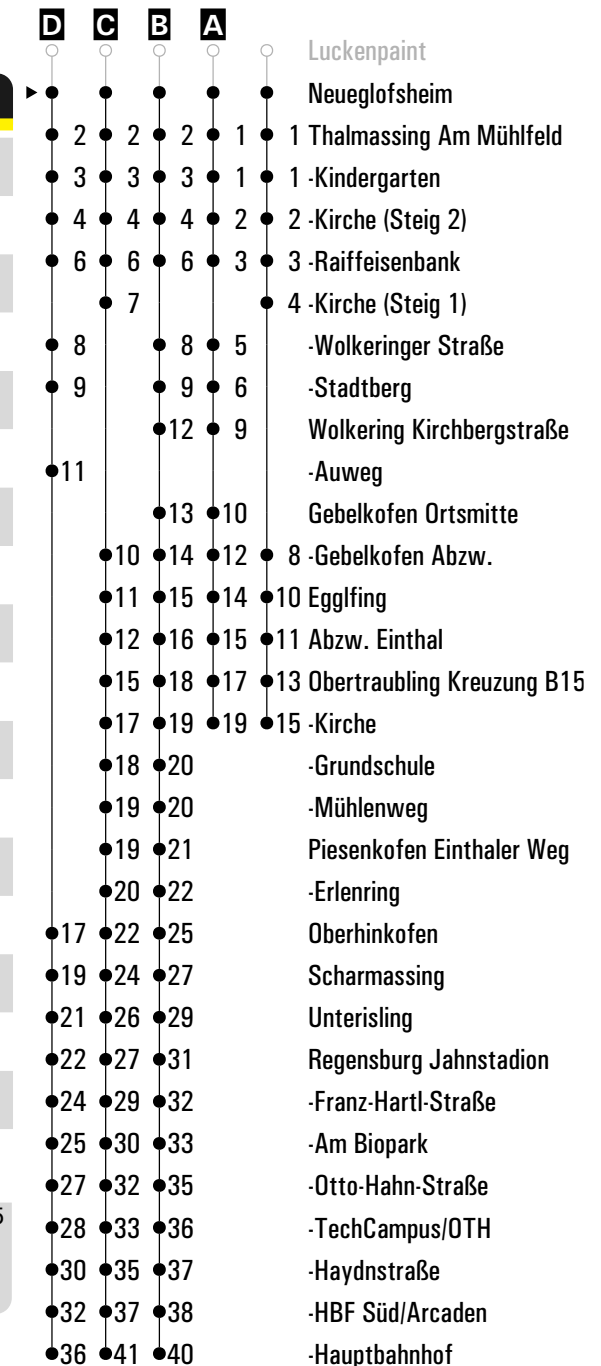 D C B A
Luckenpaint
Neueglofsheim
2 2 2 1 1 Thalmassing Am Mühlfeld
3 3 3 1 1 -Kindergarten
4 4 4 2 2 -Kirche (Steig 2)
6 6 6 3 3 -Raiffeisenbank
7 4 -Kirche (Steig 1)
8 8 5 -Wolkeringer Straße
9 9 6 -Stadtberg
12 9 Wolkering Kirchbergstraße
11 -Auweg
13 10 Gebelkofen Ortsmitte
10 14 12 8 -Gebelkofen Abzw.
11 15 14 10 Egglfing
12 16 15 11 Abzw. Einthal
15 18 17 13 Obertraubling Kreuzung B15
17 19 19 15 -Kirche
18 20 -Grundschule
19 20 -Mühlenweg
19 21 Piesenkofen Einthaler Weg
20 22 -Erlenring
17 22 25 Oberhinkofen
19 24 27 Scharmassing
21 26 29 Unterisling
22 27 31 Regensburg Jahnstadion
24 29 32 -Franz-Hartl-Straße
25 30 33 -Am Biopark
27 32 35 -Otto-Hahn-Straße
28 33 36 -TechCampus/OTH
30 35 37 -Haydnstraße
32 37 38 -HBF Süd/Arcaden
36 41 40 -Hauptbahnhof